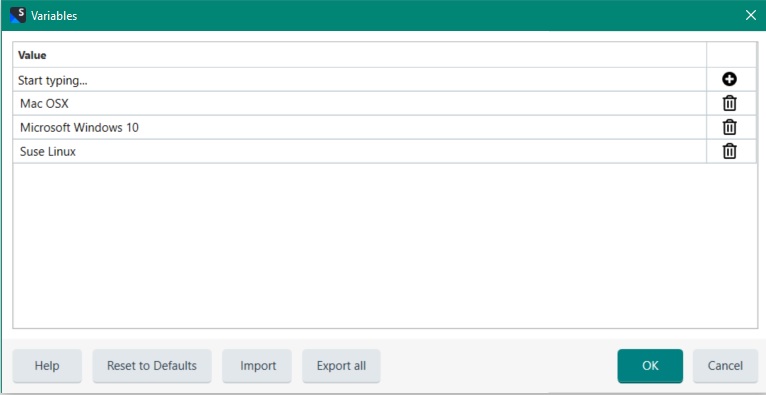 S
Variables
Value
Start typing...
Mac OSX
Microsoft Windows 10
Suse Linux
Help Reset to Defaults Import Export all OK Cancel